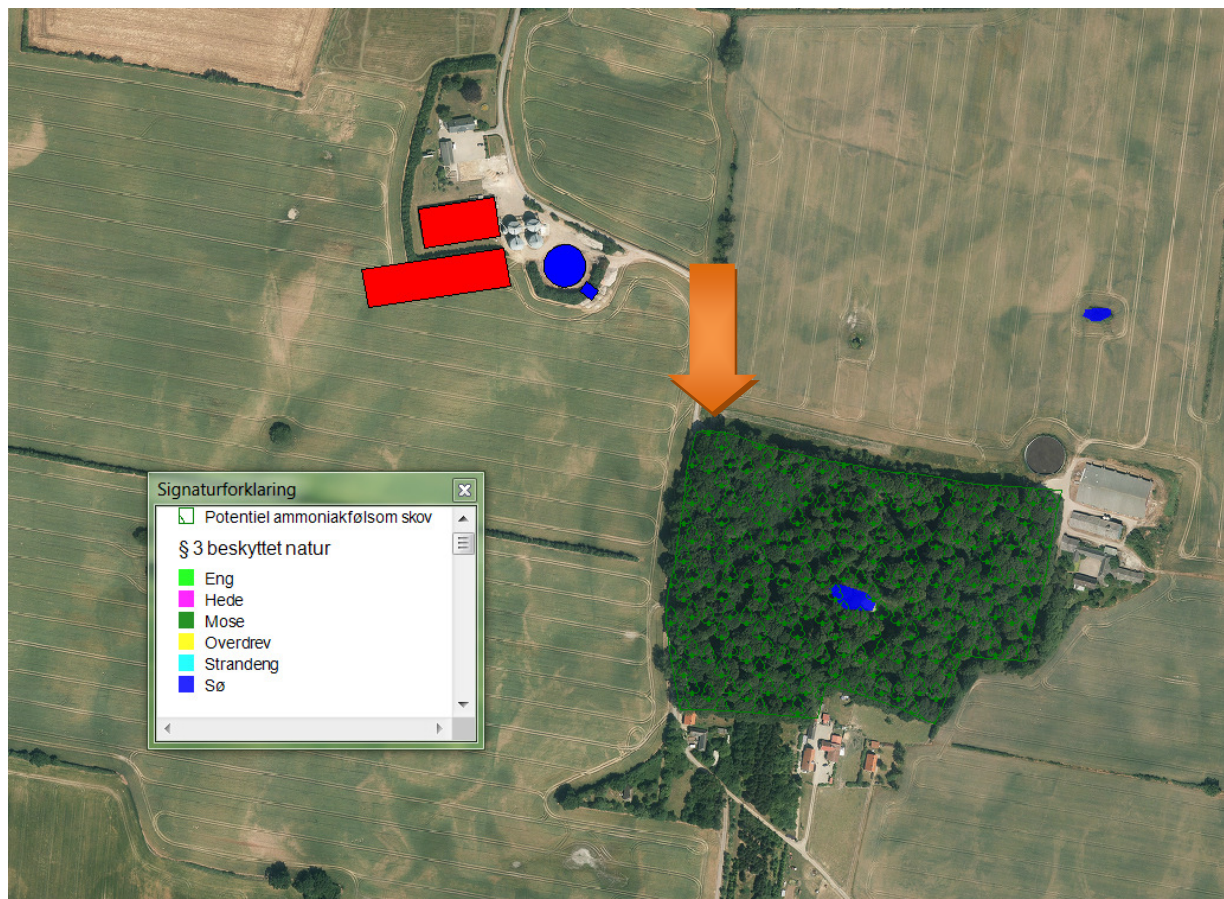 Signaturforklaring
Potentiel ammoniakfølsom skov
§ 3 beskyttet natur
Eng
Hede
Mose
Overdrev
Strandeng
Sø